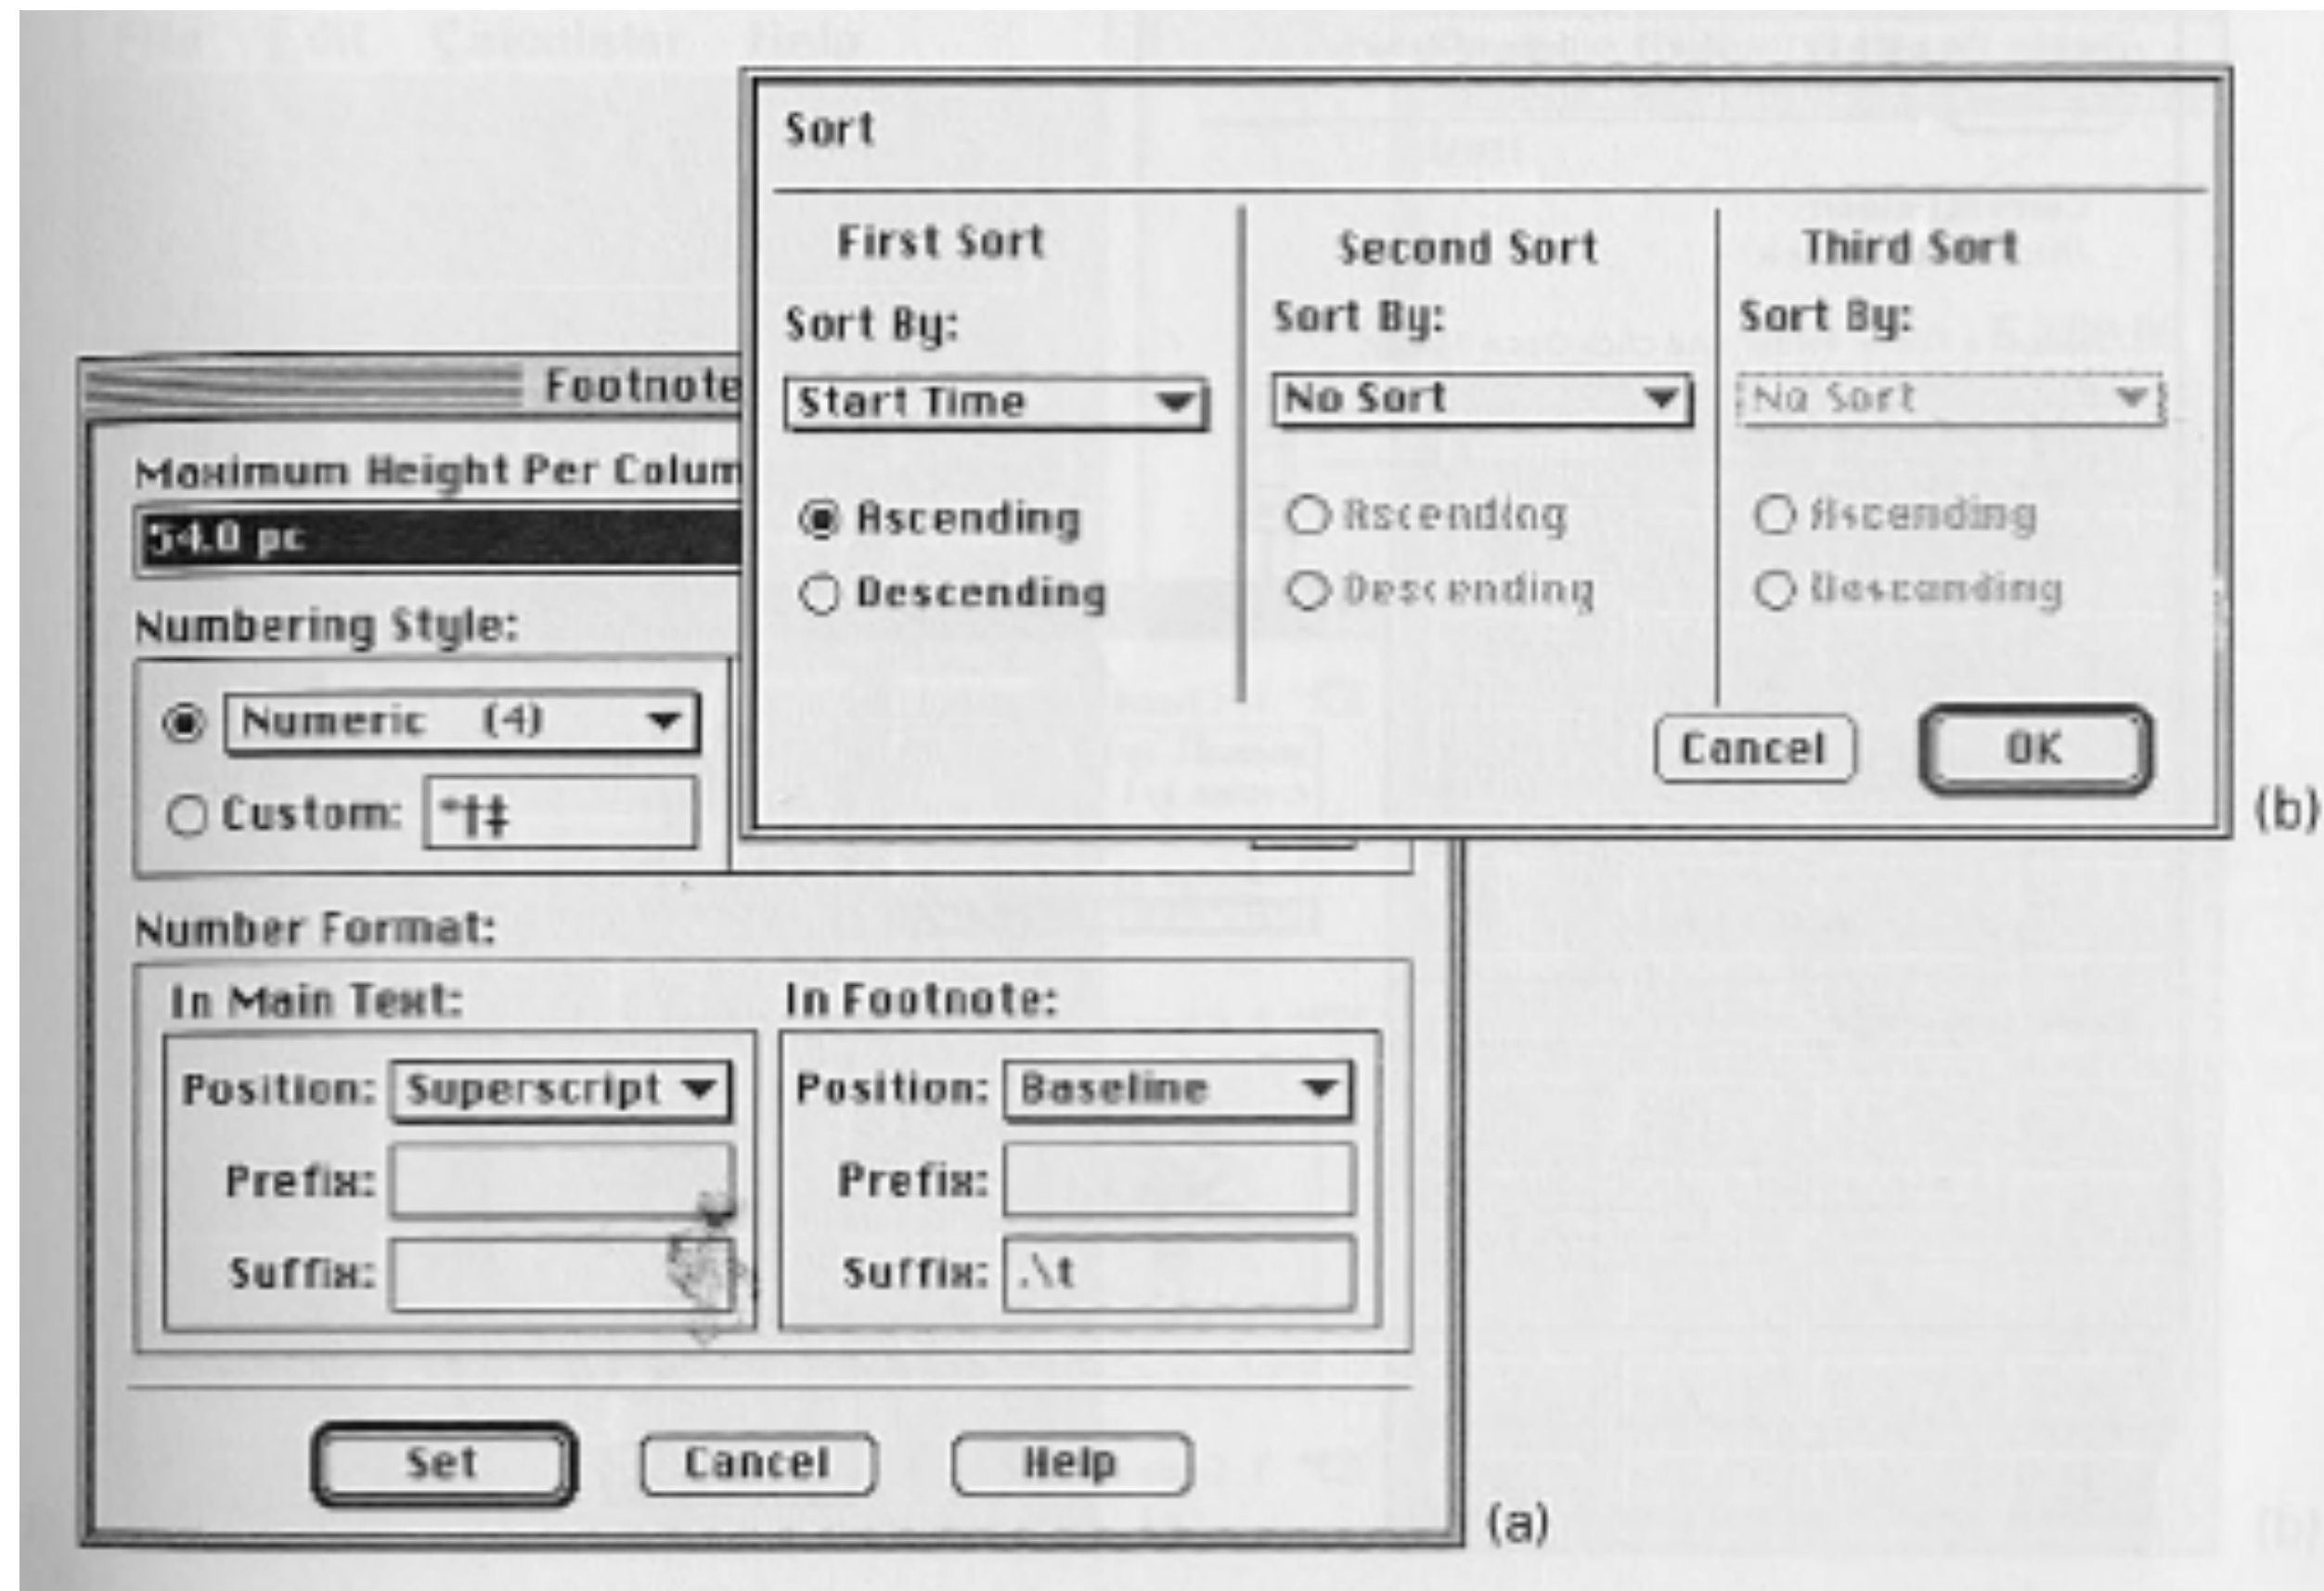 Sort
First Sort
Second Sort
Third Sort
Sort By:
Sort By:
Sort By:
Start Time
No Sort
No Sort
Ascending
Ascending
Ascending
Descending
Descending
Descending
Cancel
OK
(b)
Footnote
Maximum Height Per Colum
54.0 pc
Numbering Style:
Numeric (4)
Custom: *†‡
Number Format:
In Main Text:
Position: Superscript
Prefix:
Suffix:
In Footnote:
Position: Baseline
Prefix:
Suffix: .\t
Set
Cancel
Help
(a)